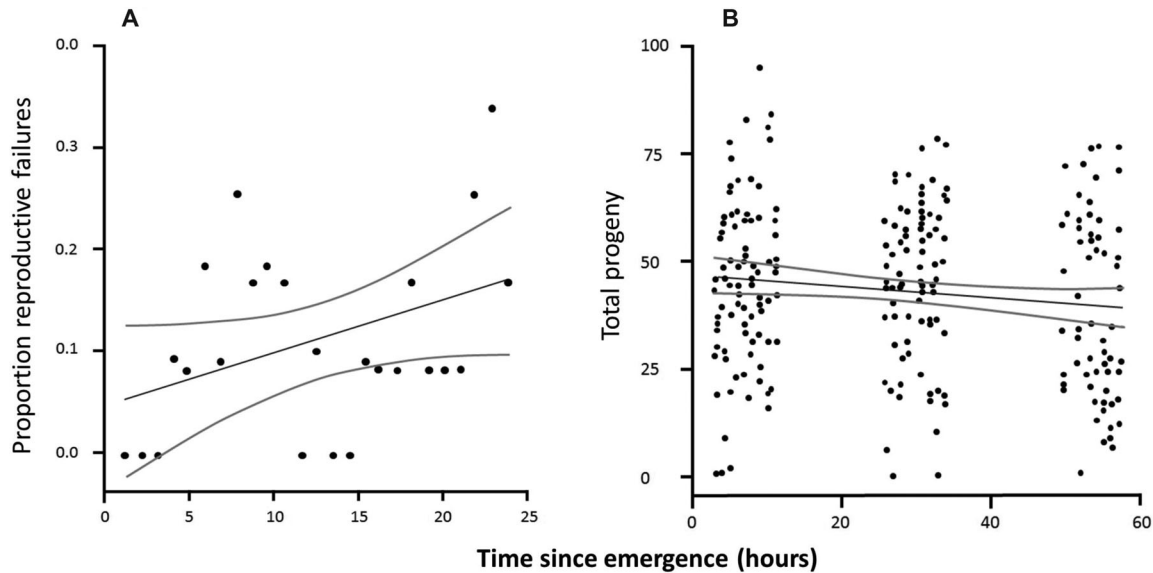 A
B
Proportion reproductive failures
0.0
0.3
0.2
0.1
0.0
0 5 10 15 20 25
Total progeny
100
75
50
25
0
0 20 40 60
Time since emergence (hours)